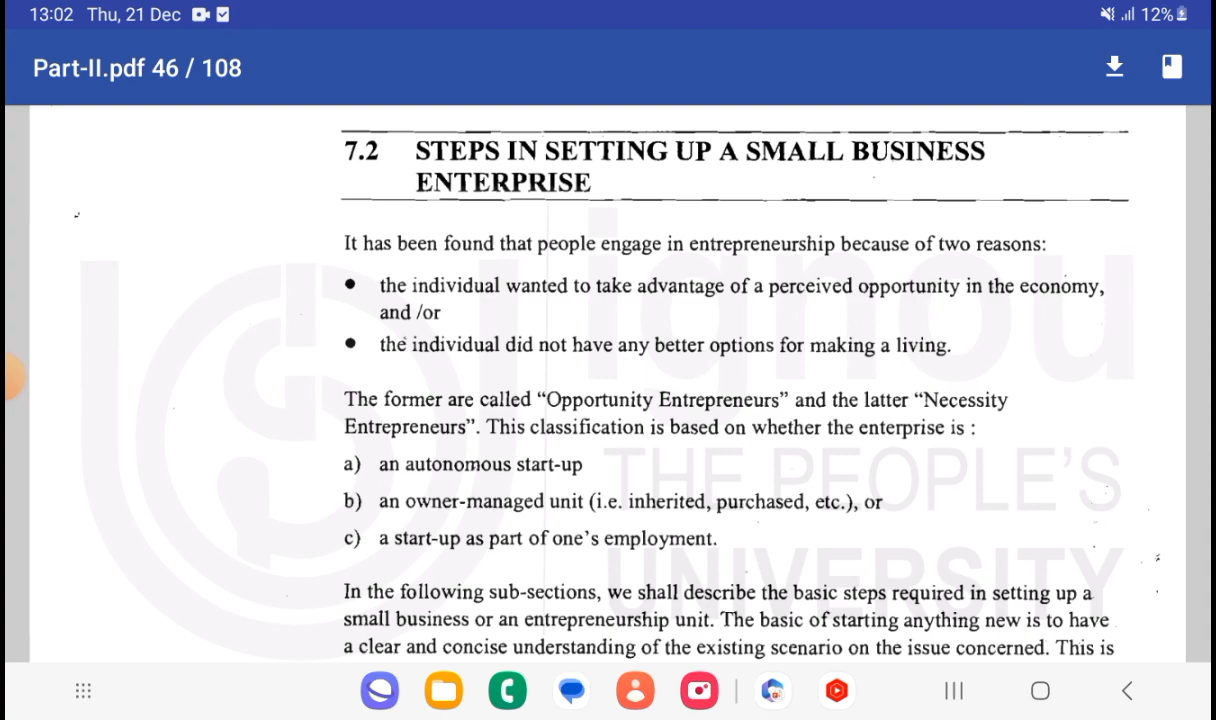 13:02 Thu, 21 Dec
12%
Part-II.pdf 46 / 108
7.2 STEPS IN SETTING UP A SMALL BUSINESS
ENTERPRISE
It has been found that people engage in entrepreneurship because of two reasons:
• the individual wanted to take advantage of a perceived opportunity in the economy,
and /or
• the individual did not have any better options for making a living.
The former are called “Opportunity Entrepreneurs” and the latter “Necessity
Entrepreneurs”. This classification is based on whether the enterprise is :
a) an autonomous start-up
b) an owner-managed unit (i.e. inherited, purchased, etc.), or
c) a start-up as part of one’s employment.
In the following sub-sections, we shall describe the basic steps required in setting up a
small business or an entrepreneurship unit. The basic of starting anything new is to have
a clear and concise understanding of the existing scenario on the issue concerned. This is
ignou
THE PEOPLE’S
UNIVERSITY